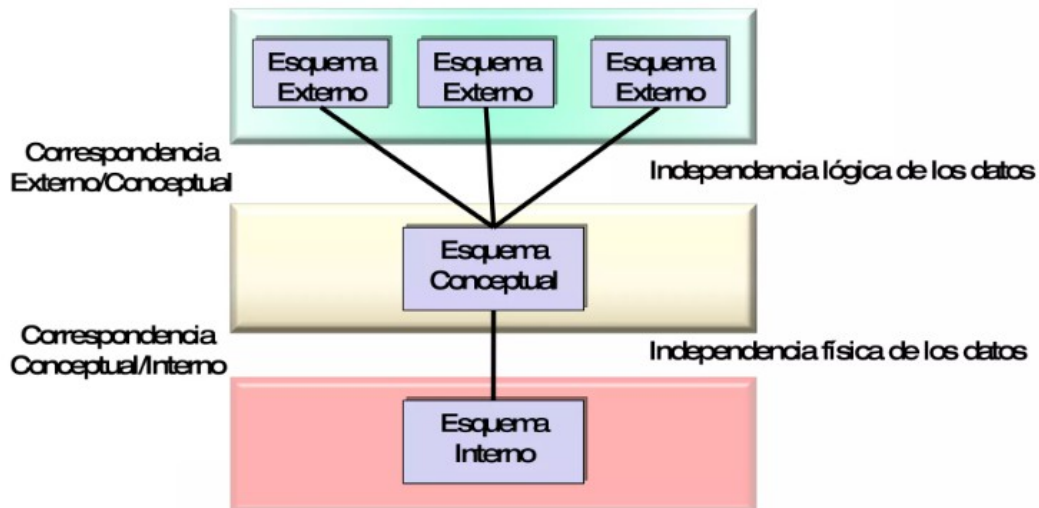 Esquema
Externo
Esquema
Externo
Esquema
Externo
Correspondencia
Externo/Conceptual
Independencia lógica de los datos
Esquema
Conceptual
Correspondencia
Conceptual/Interno
Independencia física de los datos
Esquema
Interno